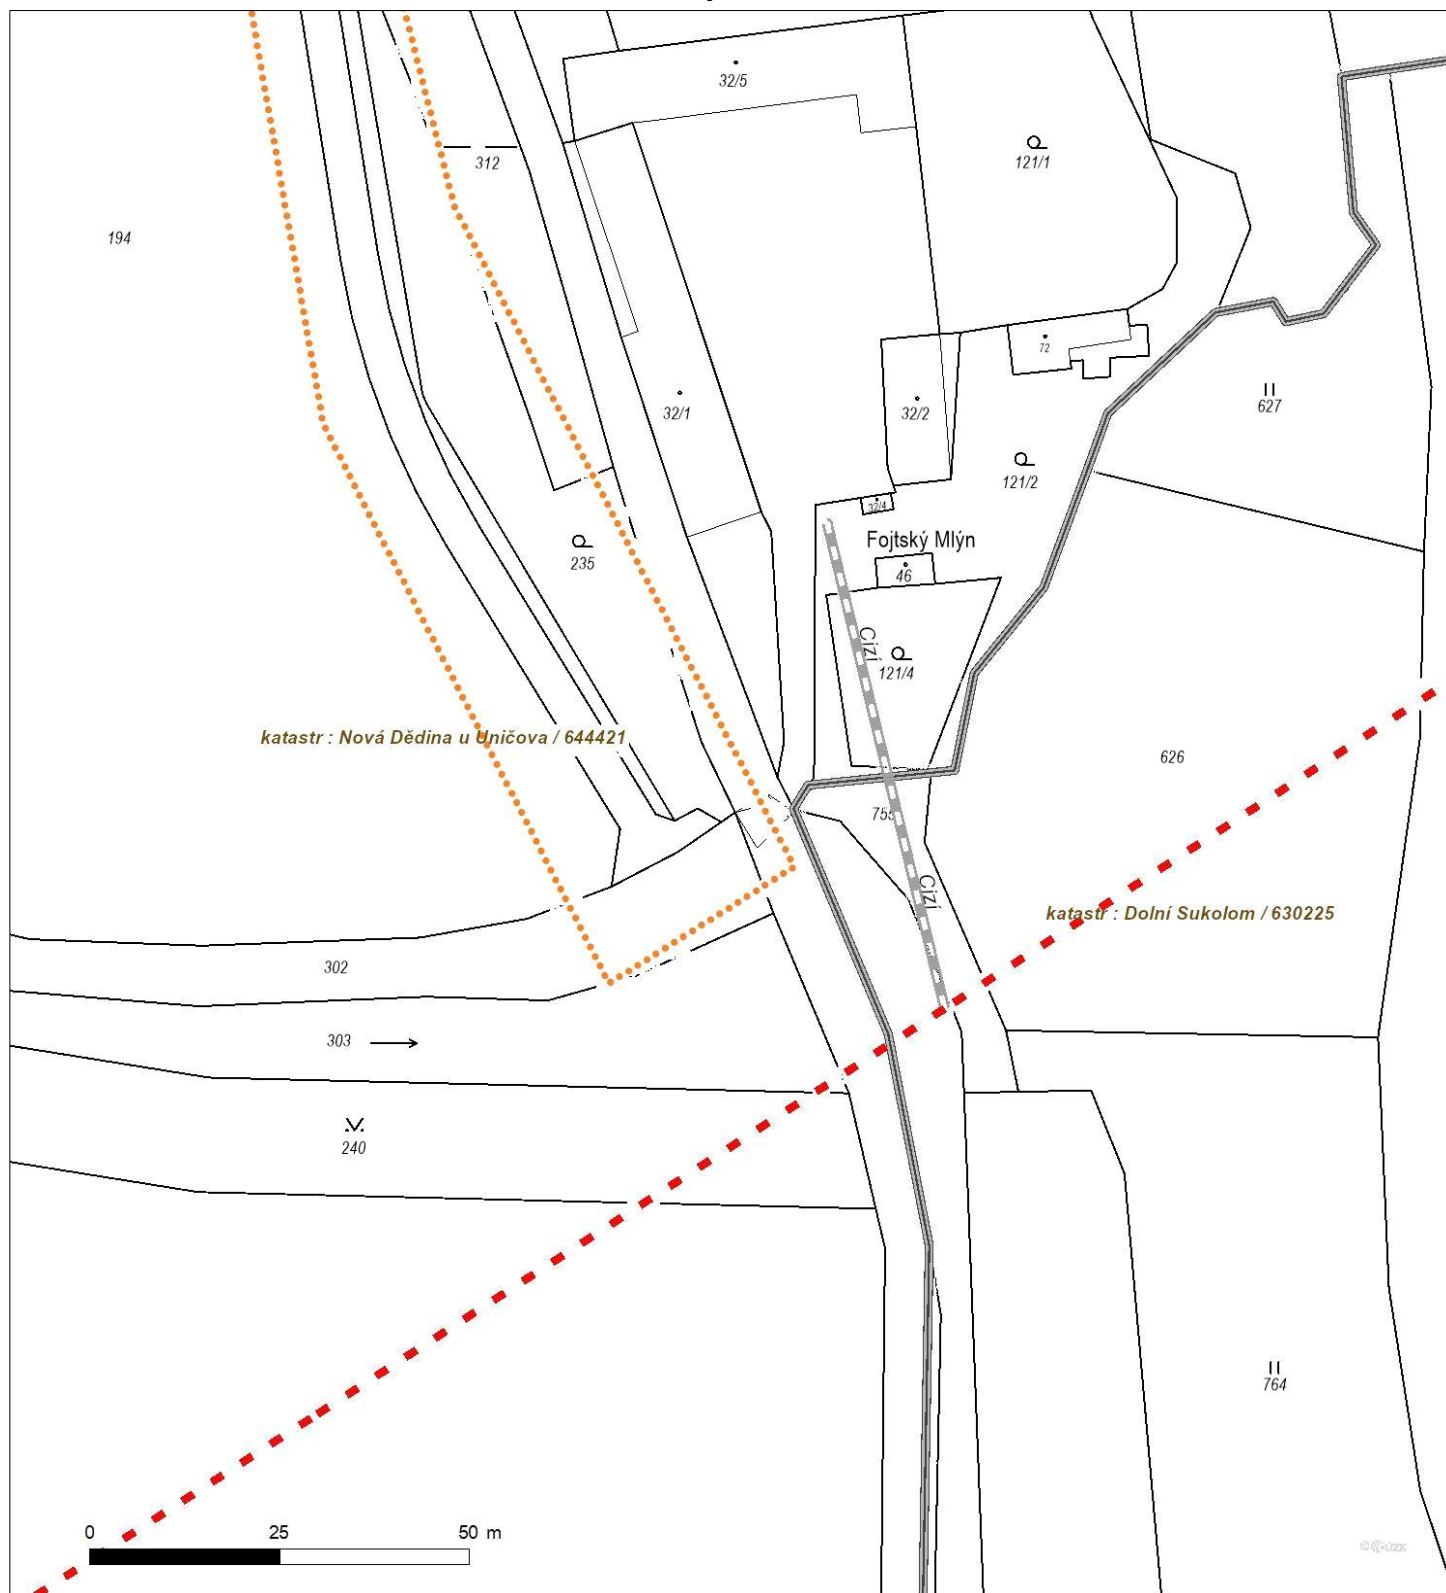 32/5
121/1
312
194
72
32/1
32/2
627
121/2
32/4
Fojtský Mlýn
235
46
Cizí
121/4
katastr : Nová Dědina u Uničova / 644421
626
755
Cizí
katastr : Dolní Sukolom / 630225
302
303
240
764
0 25 50 m
© ČÚZK